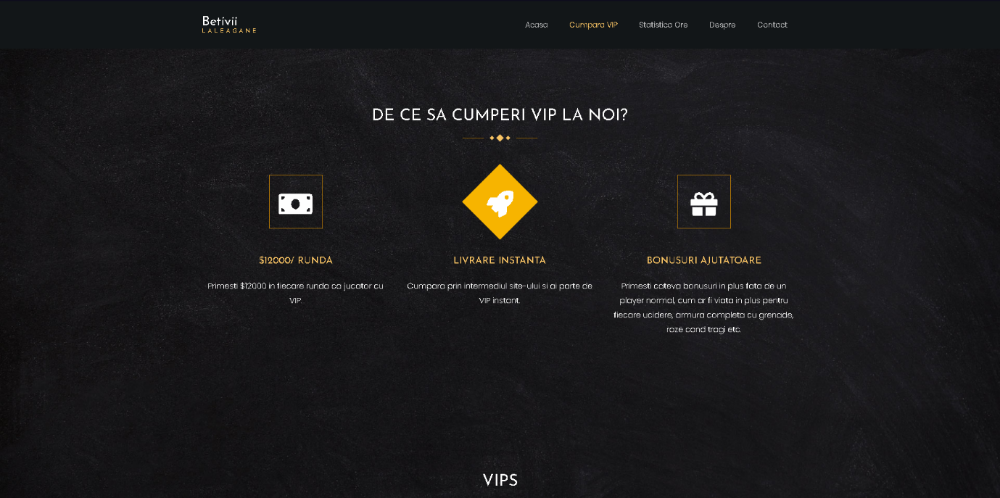 Betivii
LALEAGANE
Acasa Cumpara VIP Statistica Ore Despre Contact
DE CE SA CUMPERI VIP LA NOI?
$12000/ RUNDA
Primesti $12000 in fiecare runda ca jucator cu
VIP.
LIVRARE INSTANTA
Cumpara prin intermediul site-ului si ai parte de
VIP instant.
BONUSURI AJUTATOARE
Primesti cateva bonusuri in plus fata de un
player normal, cum ar fi viata in plus pentru
fiecare ucidere, armura completa cu grenade,
raze cand tragi etc.
VIPS